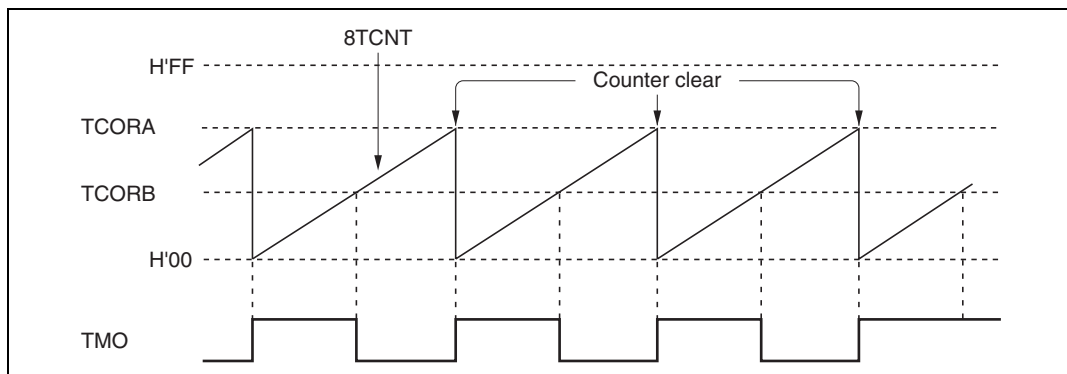 8TCNT
H'FF
Counter clear
TCORA
TCORB
H'00
TMO